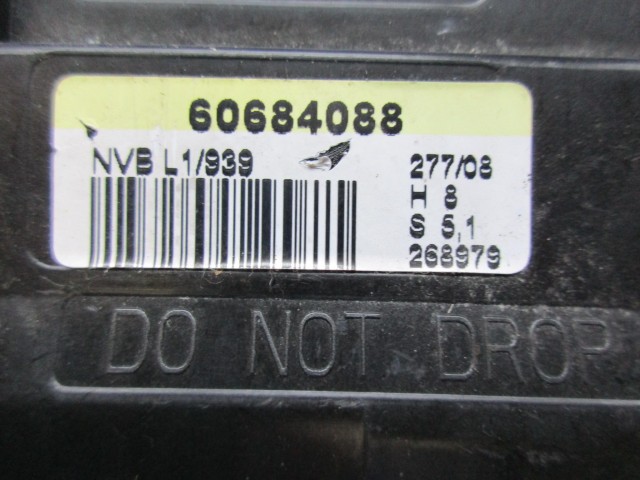 60684088
NVB L1/939
277/08
H 8
S 5,1
268979
DO NOT DROP